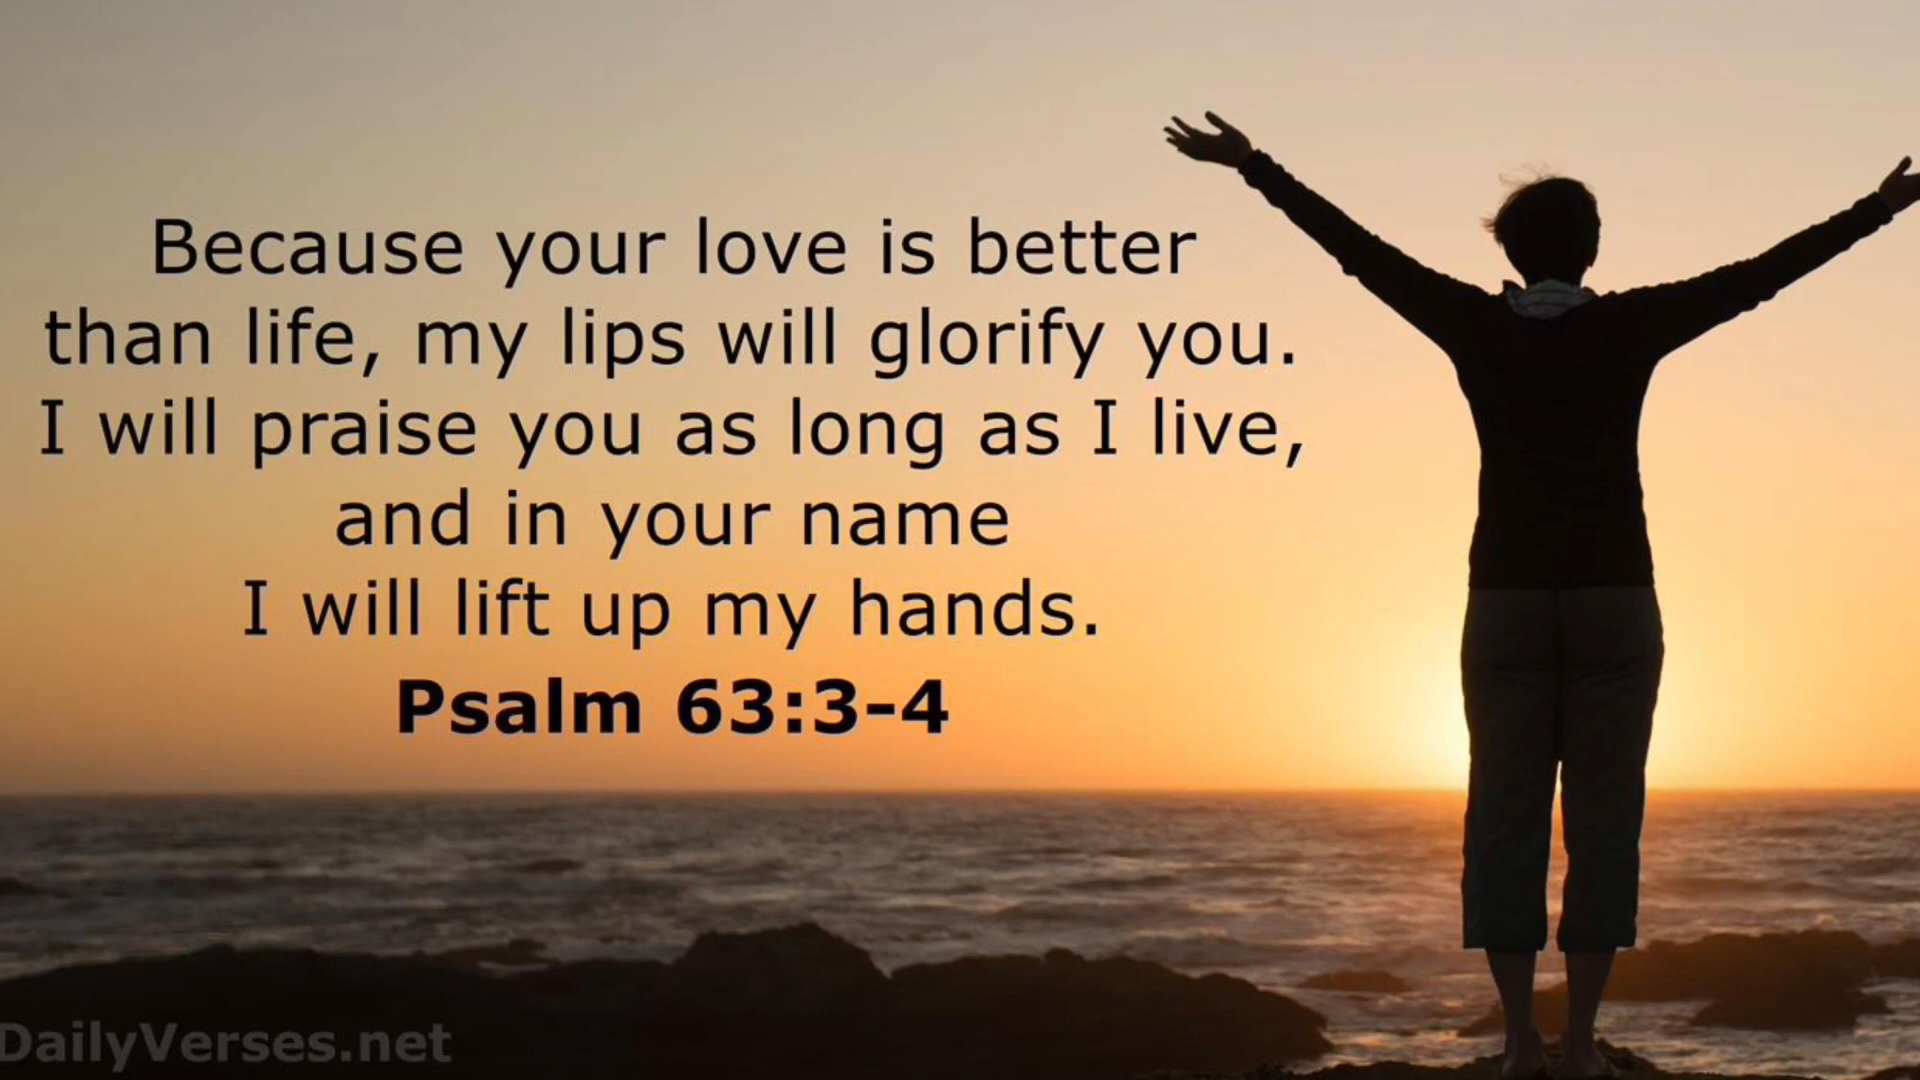 Because your love is better
than life, my lips will glorify you.
I will praise you as long as I live,
and in your name
I will lift up my hands.
Psalm 63:3-4
DailyVerses.net